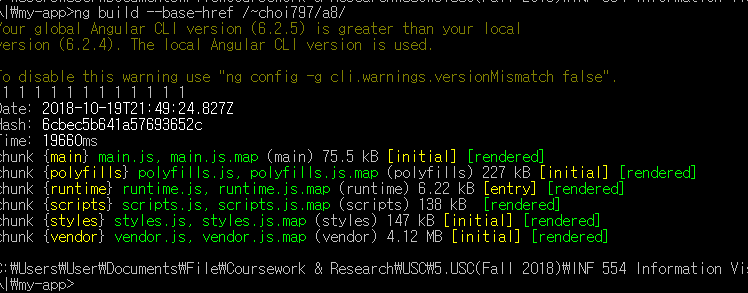 A|₩my-app>ng build --base-href /~choi797/a8/
Your global Angular CLI version (6.2.5) is greater than your local
version (6.2.4). The local Angular CLI version is used.
To disable this warning use "ng config -g cli.warnings.versionMismatch false".
1 1 1 1 1 1 1 1 1 1 1 1
Date: 2018-10-19T21:49:24.827Z
Hash: 6cbec5b641a57693652c
Time: 19660ms
chunk {main} main.js, main.js.map (main) 75.5 kB [initial] [rendered]
chunk {polyfills} polyfills.js, polyfills.js.map (polyfills) 227 kB [initial] [rendered]
chunk {runtime} runtime.js, runtime.js.map (runtime) 6.22 kB [entry] [rendered]
chunk {scripts} scripts.js, scripts.js.map (scripts) 138 kB [rendered]
chunk {styles} styles.js, styles.js.map (styles) 147 kB [initial] [rendered]
chunk {vendor} vendor.js, vendor.js.map (vendor) 4.12 MB [initial] [rendered]
C:₩Users₩User₩Documents₩File₩Coursework & Research₩USC₩5.USC(Fall 2018)₩INF 554 Information Vis
A|₩my-app>